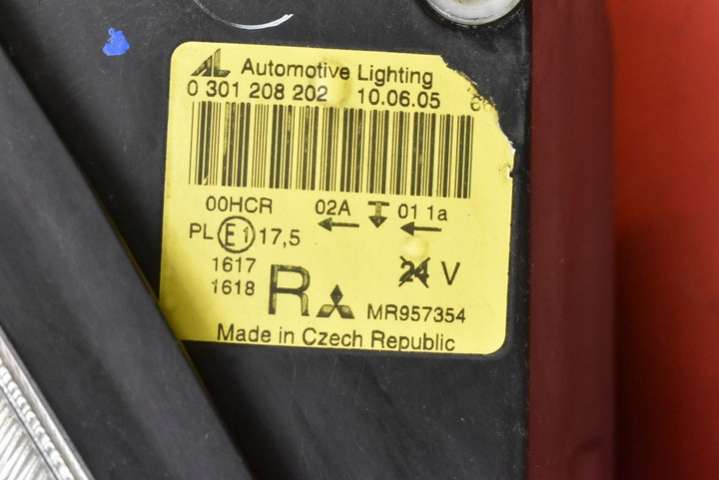 AL Automotive Lighting
0 301 208 202 10.06.05
00HCR 02A 01 1a
PL E1 17,5
1617
1618
R
24 V
MR957354
Made in Czech Republic